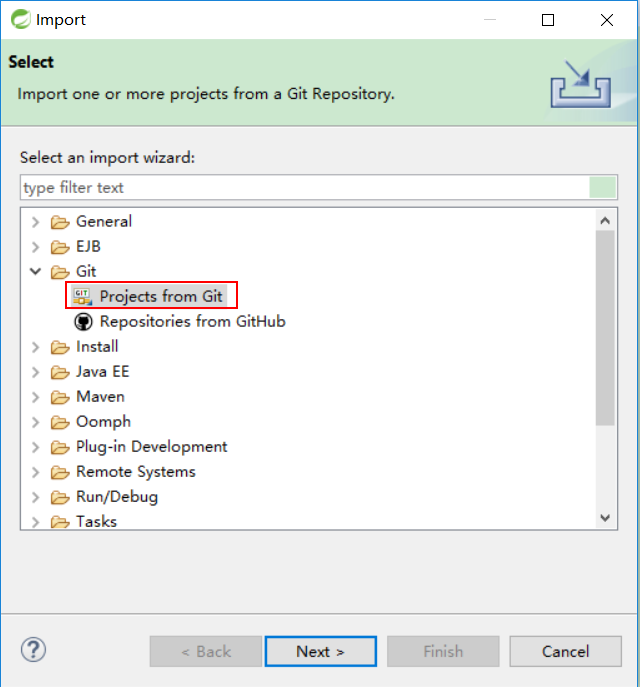 Import
Select
Import one or more projects from a Git Repository.
Select an import wizard:
type filter text
General
EJB
Git
GIT Projects from Git
Repositories from GitHub
Install
Java EE
Maven
Oomph
Plug-in Development
Remote Systems
Run/Debug
Tasks
? < Back Next > Finish Cancel